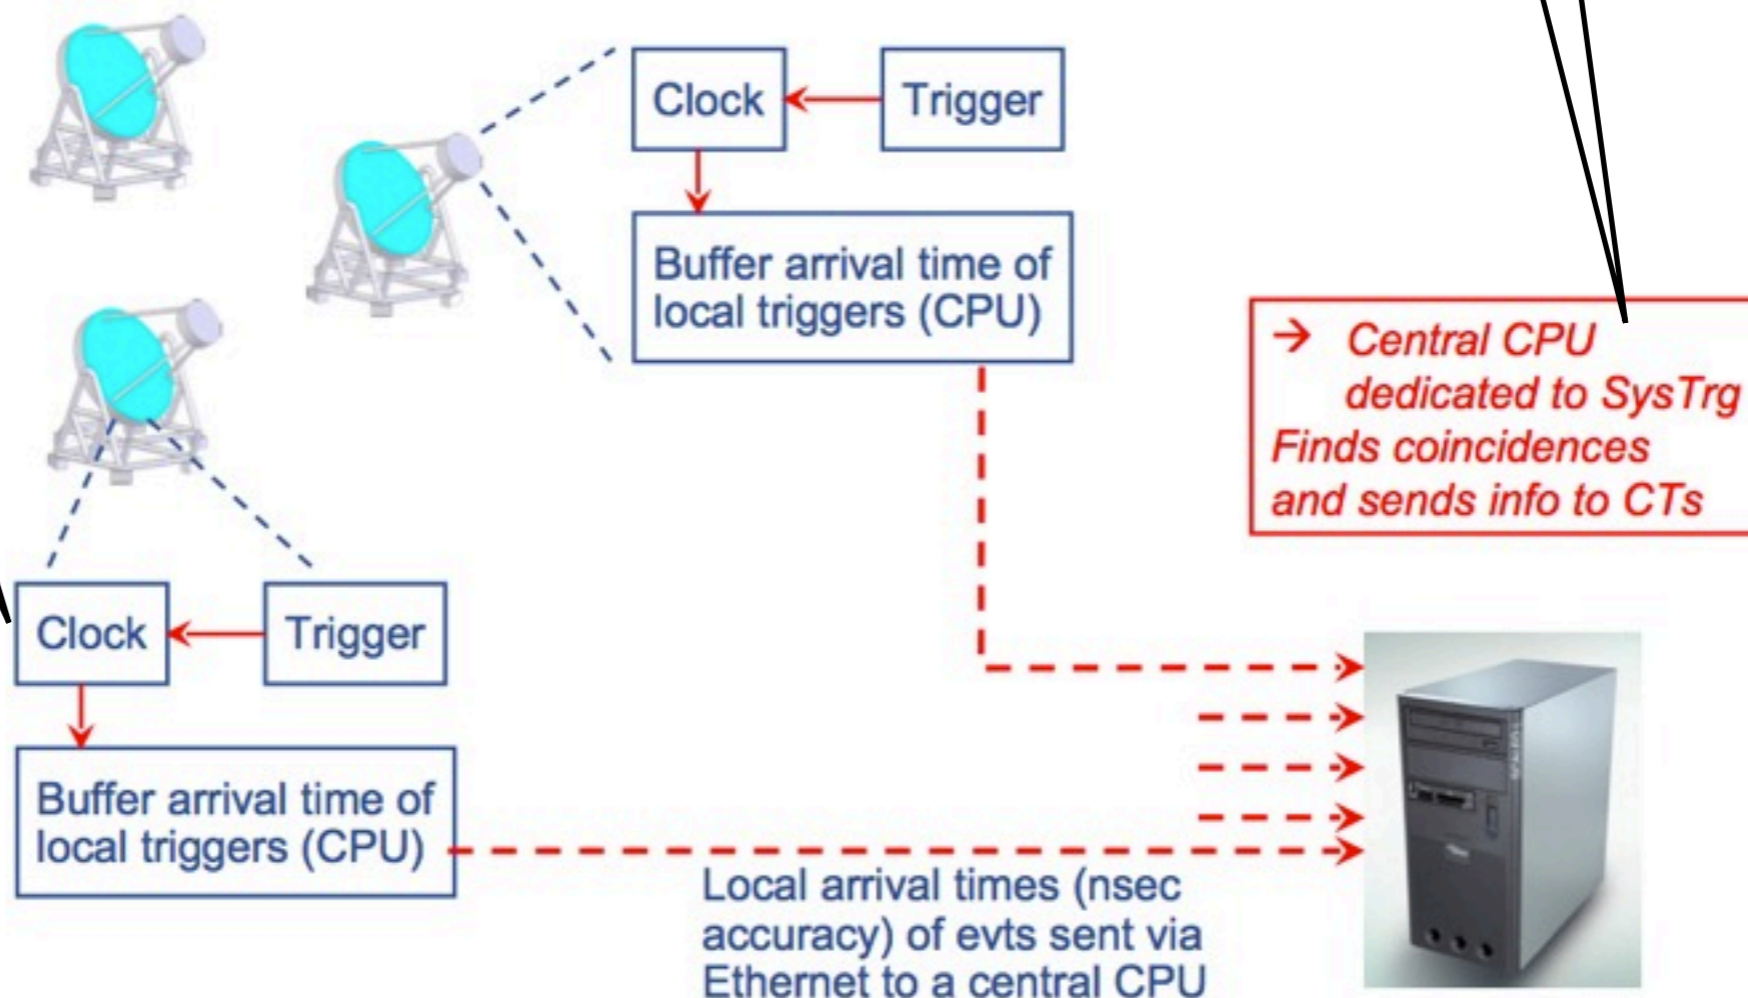 Clock
Trigger
Buffer arrival time of
local triggers (CPU)
→ Central CPU
dedicated to SysTrg
Finds coincidences
and sends info to CTs
Clock
Trigger
Buffer arrival time of
local triggers (CPU)
Local arrival times (nsec
accuracy) of evts sent via
Ethernet to a central CPU